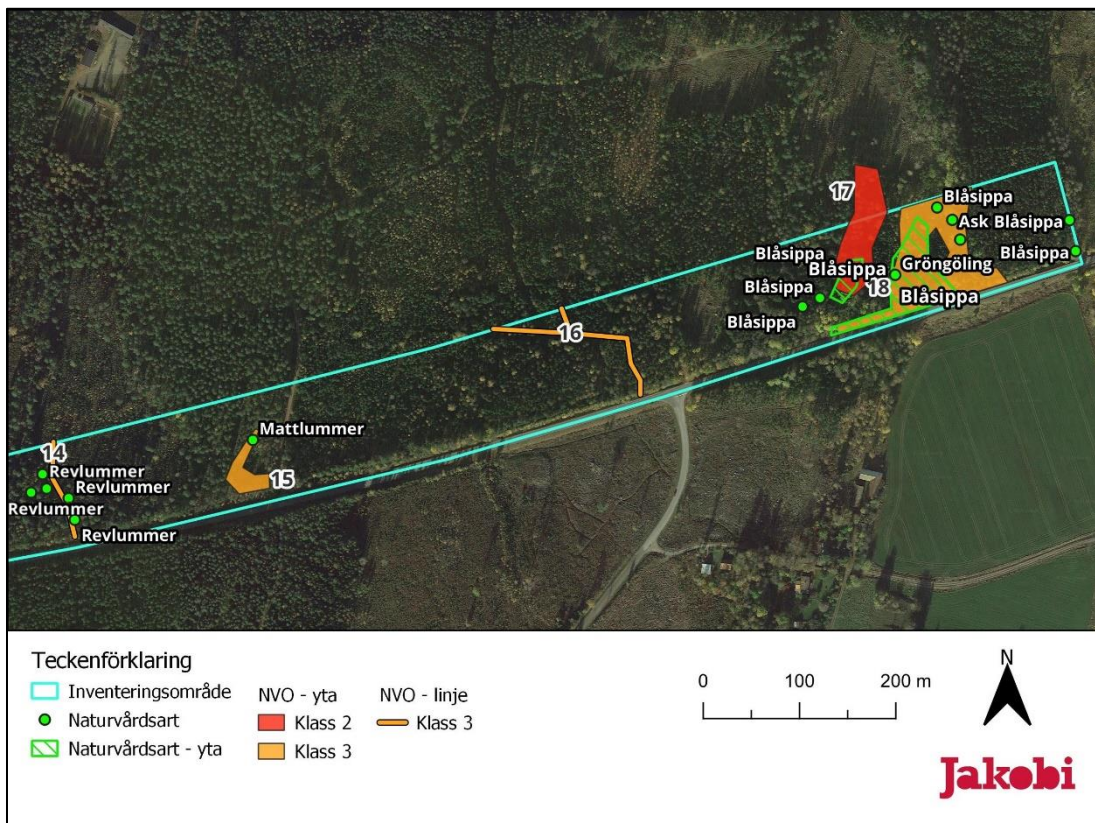 17
Blåsippa
Ask Blåsippa
Blåsippa
Blåsippa
Blåsippa
Gröngöling
18
Blåsippa
Blåsippa
Blåsippa
16
Mattlummer
15
14
Revlummer
Revlummer
Revlummer
Revlummer
Teckenförklaring
Inventeringsområde
Naturvårdsart
Naturvårdsart - yta
NVO - yta
Klass 2
Klass 3
NVO - linje
Klass 3
0 100 200 m
N
Jakobi